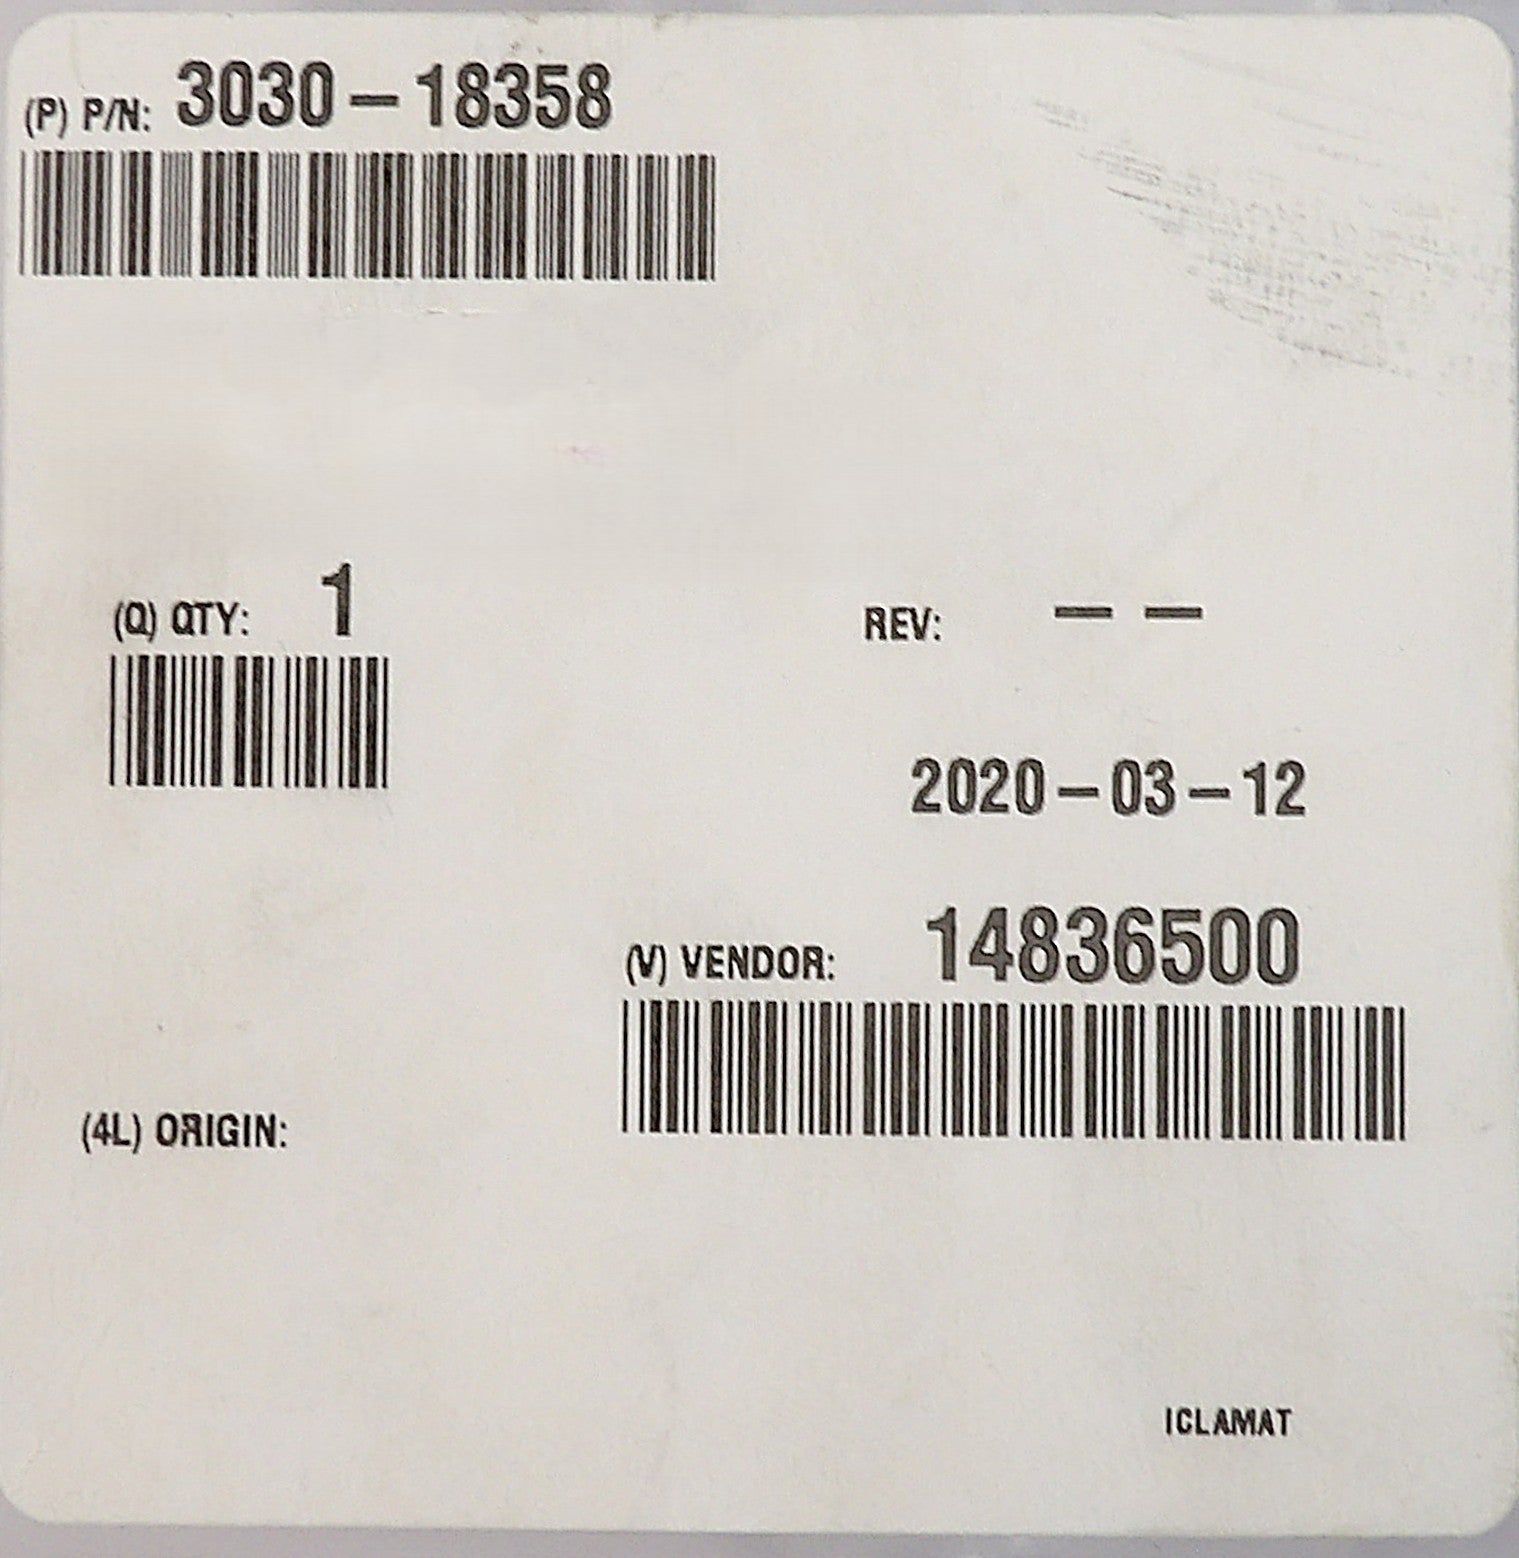 (P) P/N: 3030-18358
(Q) QTY: 1
REV: - -
2020-03-12
(V) VENDOR: 14836500
(4L) ORIGIN:
ICLAMAT